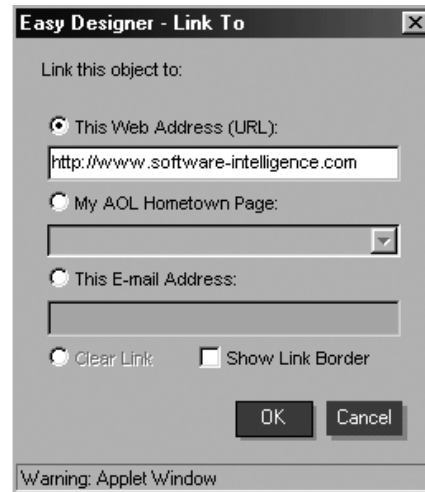 Easy Designer - Link To
Link this object to:
This Web Address (URL):
http://www.software-intelligence.com
My AOL Hometown Page:
This E-mail Address:
Clear Link Show Link Border
OK Cancel
Warning: Applet Window